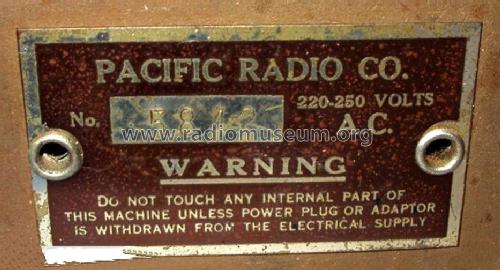 PACIFIC RADIO CO.
No. 220-250 VOLTS
A.C.
www.radiomuseum.org
WARNING
DO NOT TOUCH ANY INTERNAL PART OF
THIS MACHINE UNLESS POWER PLUG OR ADAPTOR
IS WITHDRAWN FROM THE ELECTRICAL SUPPLY